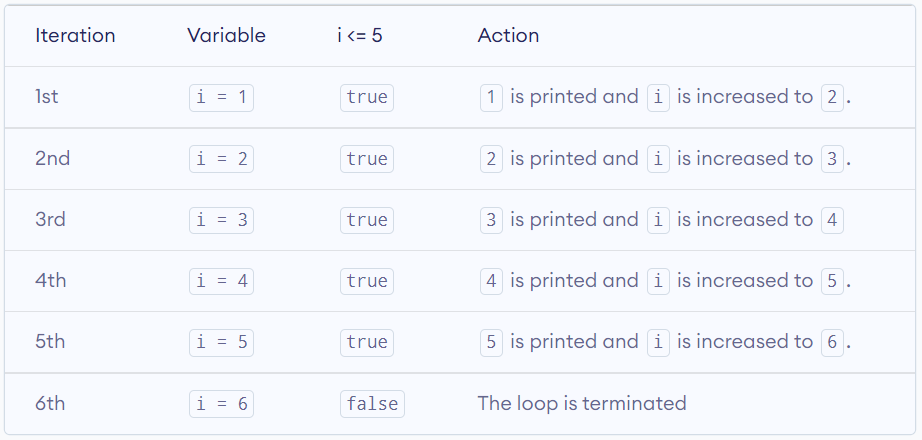 Iteration Variable i <= 5 Action
1st i = 1 true 1 is printed and i is increased to 2.
2nd i = 2 true 2 is printed and i is increased to 3.
3rd i = 3 true 3 is printed and i is increased to 4
4th i = 4 true 4 is printed and i is increased to 5.
5th i = 5 true 5 is printed and i is increased to 6.
6th i = 6 false The loop is terminated